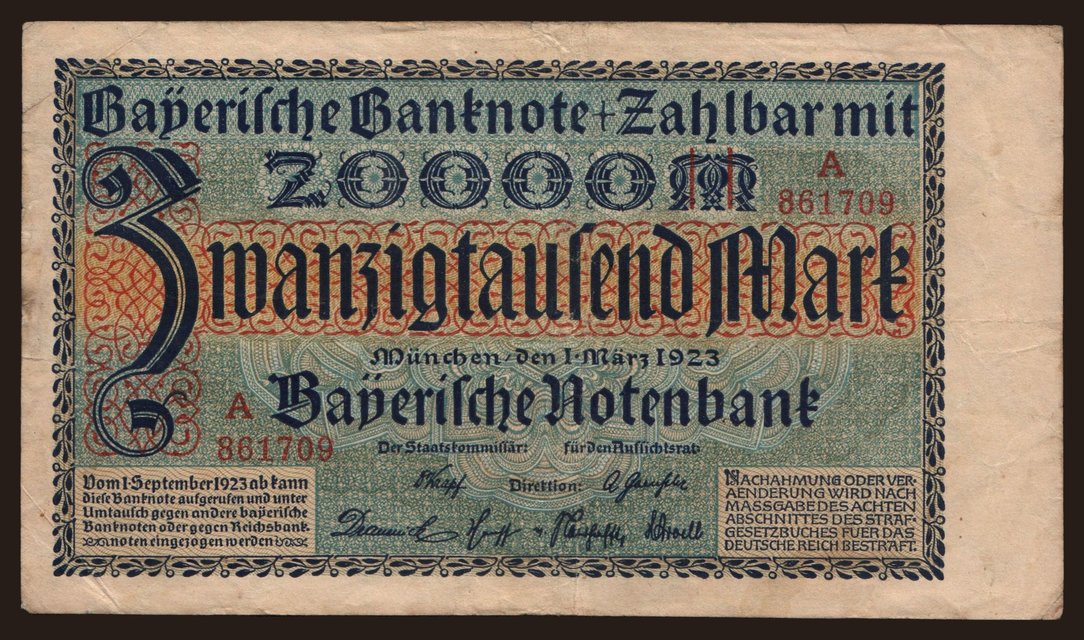 Bayerische Banknote + Zahlbar mit
20000 M
A
861709
Zwanzigtausend Mark
München, den 1. März 1923
Bayerische Notenbank
A
861709
Der Staatskommissär: für den Aufsichtsrat:
Direktion:
Vom 1. September 1923 ab kann
diese Banknote aufgerufen und unter
Umtausch gegen andere bayerische
Banknoten oder gegen Reichsbank-
noten eingezogen werden
NACHAHMUNG ODER VER-
AENDERUNG WIRD NACH
MASSGABE DES ACHTEN
ABSCHNITTES DES STRAF-
GESETZBUCHES FUER DAS
DEUTSCHE REICH BESTRAFT.